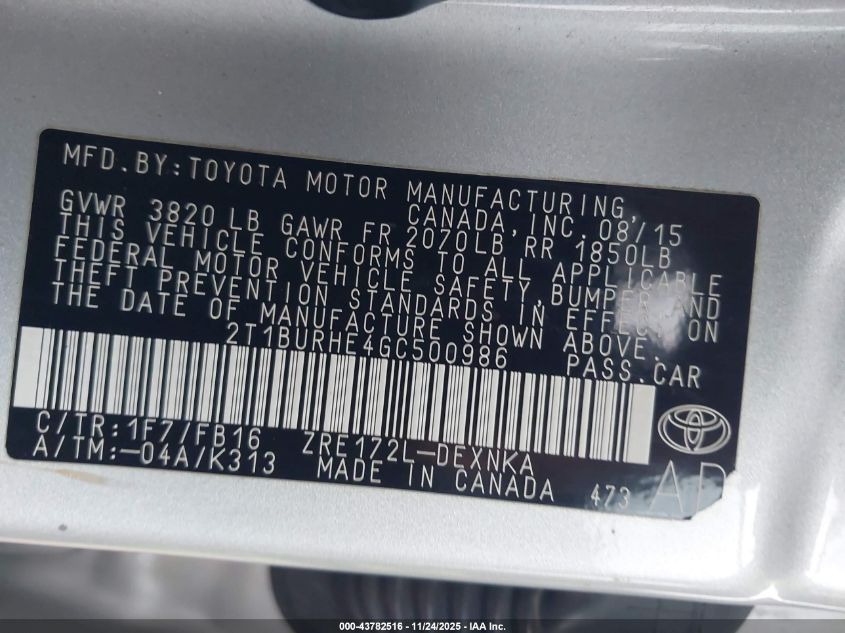 MFD.BY:TOYOTA MOTOR MANUFACTURING,
CANADA, INC. 08/15
GVWR 3820 LB GAWR FR 2070LB RR 1850LB
THIS VEHICLE CONFORMS TO ALL APPLICABLE
FEDERAL MOTOR VEHICLE SAFETY, BUMPER, AND
THEFT PREVENTION STANDARDS IN EFFECT ON
THE DATE OF MANUFACTURE SHOWN ABOVE.
2T1BURHE4GC500986 PASS.CAR
C/TR:1F7/FB16 ZRE172L-DEXNKA
A/TM:-04A/K313 MADE IN CANADA 473
000-43782516 - 11/24/2025 - IAA Inc.